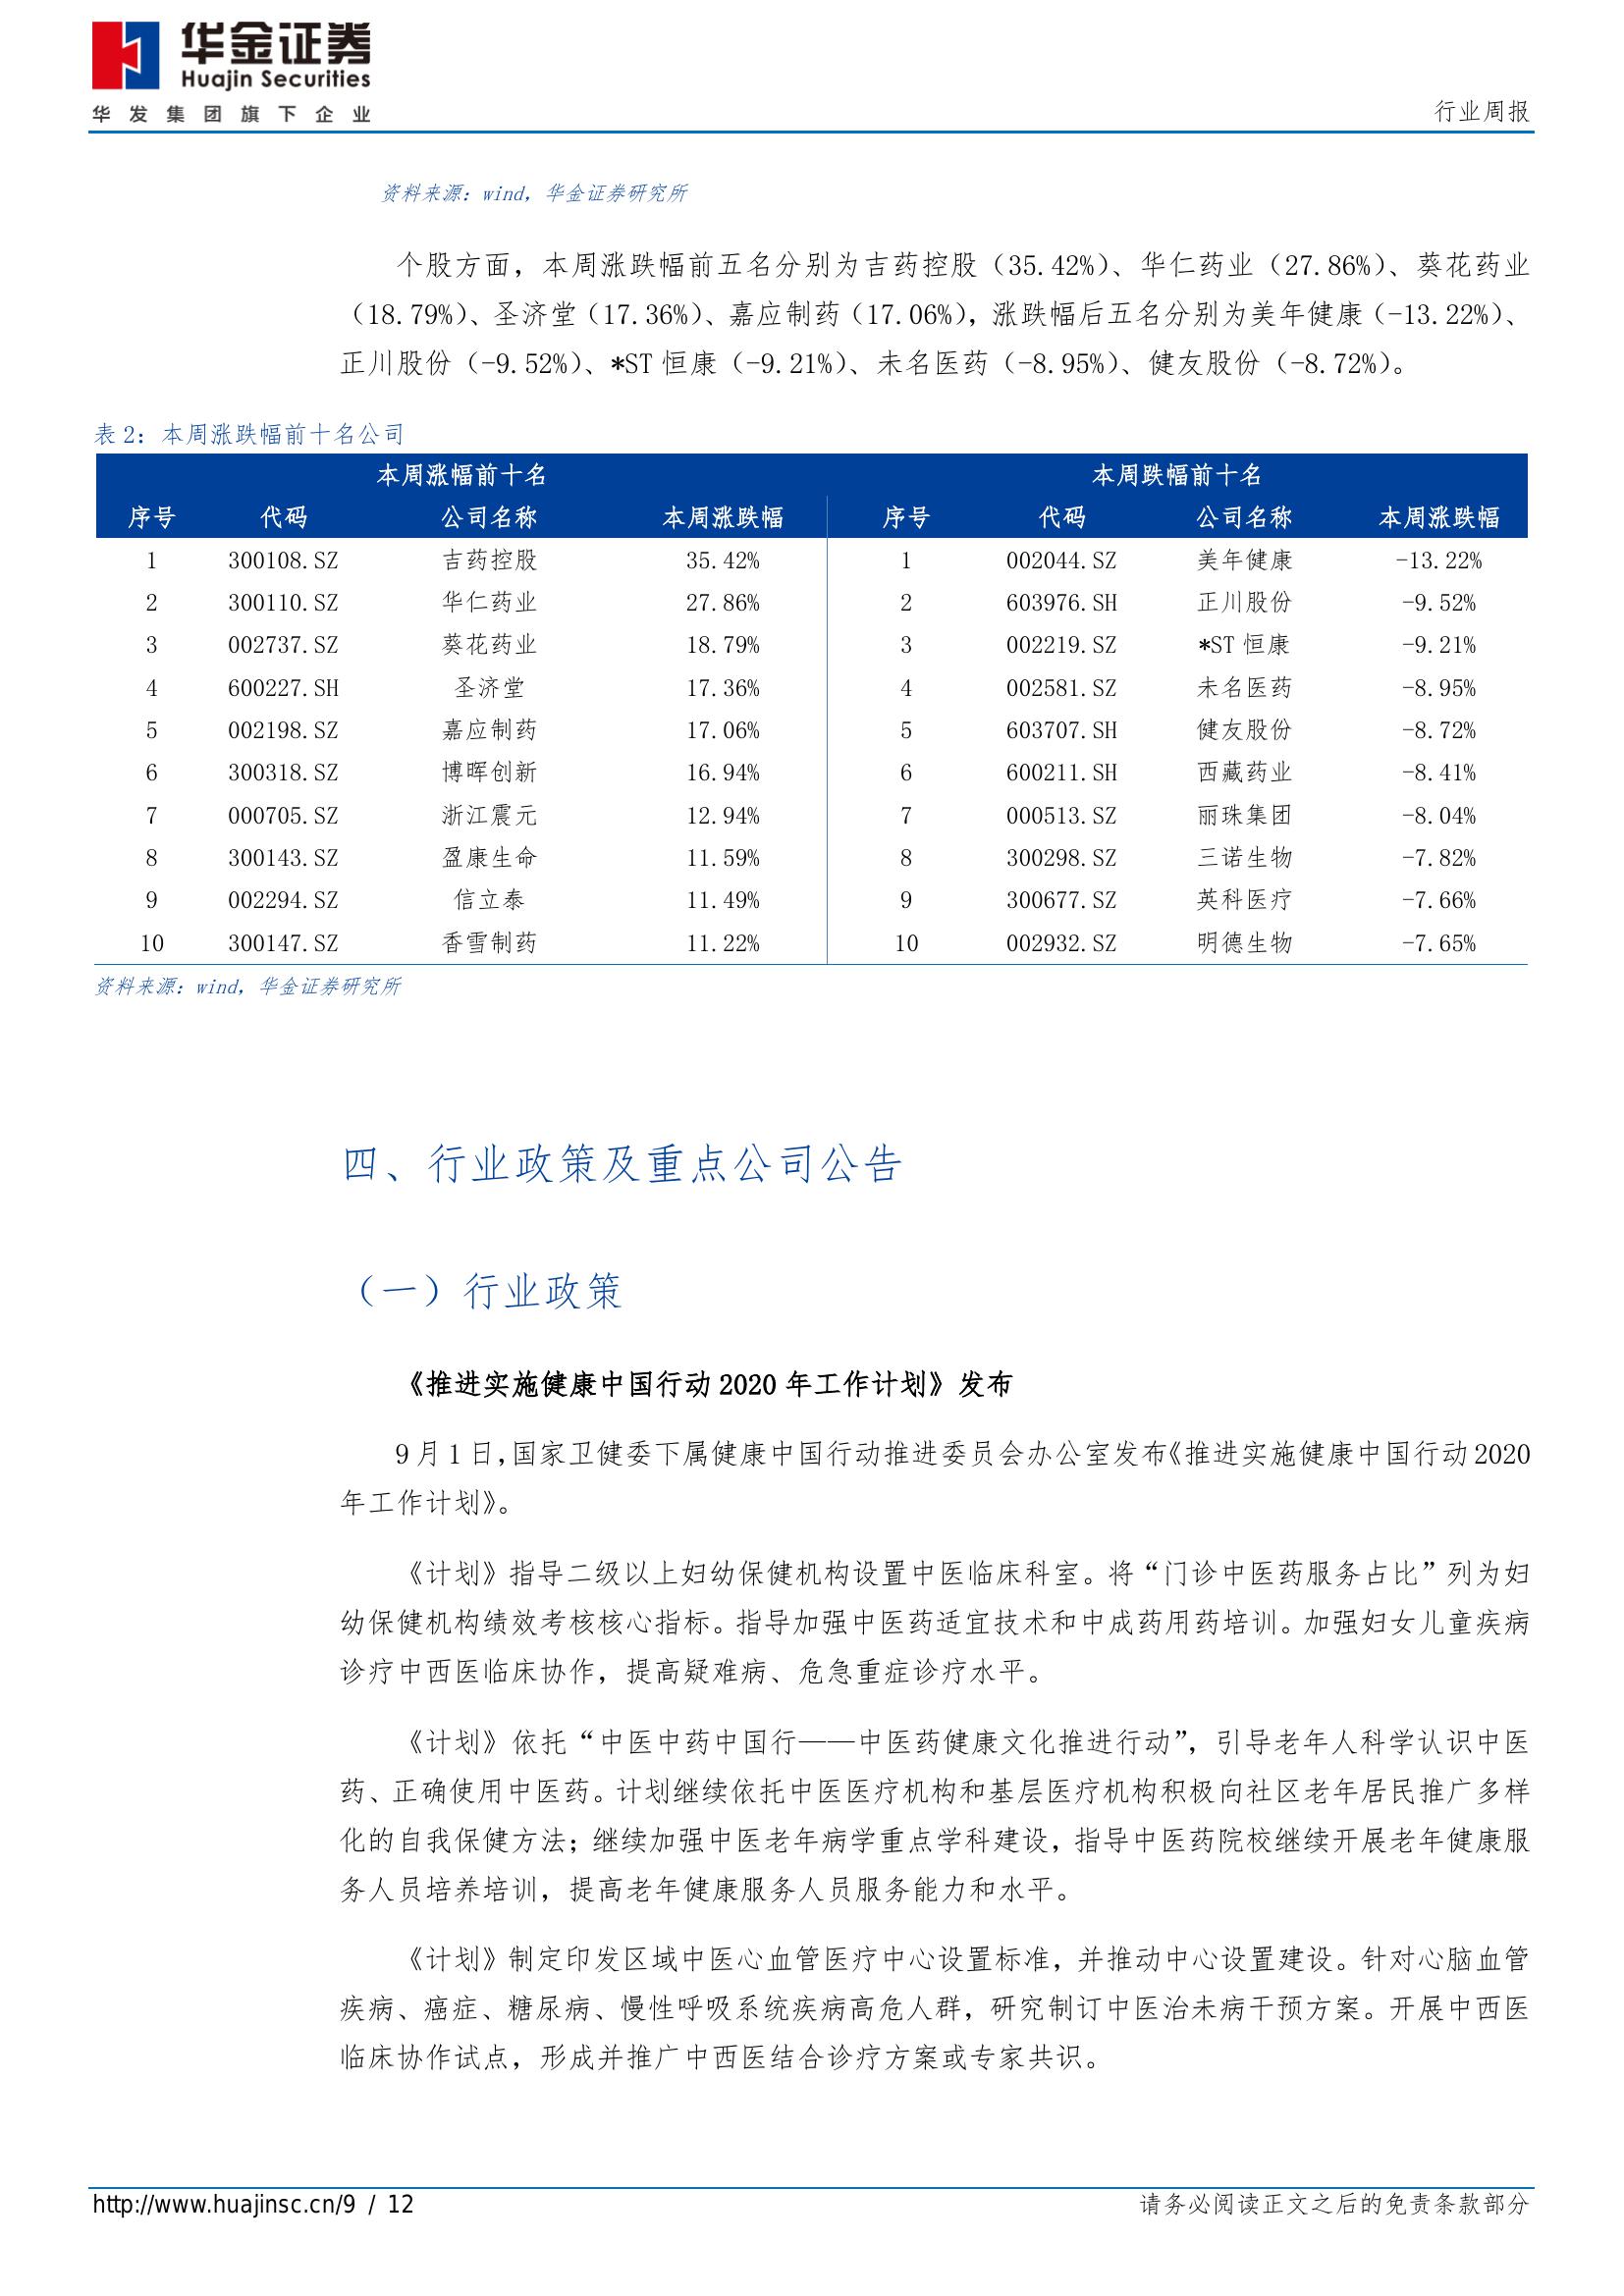 华金证券
Huajin Securities
华发集团旗下企业
行业周报
资料来源：wind，华金证券研究所
个股方面，本周涨跌幅前五名分别为吉药控股（35.42%）、华仁药业（27.86%）、葵花药业
（18.79%）、圣济堂（17.36%）、嘉应制药（17.06%），涨跌幅后五名分别为美年健康（-13.22%）、
正川股份（-9.52%）、*ST恒康（-9.21%）、未名医药（-8.95%）、健友股份（-8.72%）。
表 2：本周涨跌幅前十名公司
本周涨幅前十名 本周跌幅前十名
序号 代码 公司名称 本周涨跌幅 序号 代码 公司名称 本周涨跌幅
1 300108.SZ 吉药控股 35.42% 1 002044.SZ 美年健康 -13.22%
2 300110.SZ 华仁药业 27.86% 2 603976.SH 正川股份 -9.52%
3 002737.SZ 葵花药业 18.79% 3 002219.SZ *ST恒康 -9.21%
4 600227.SH 圣济堂 17.36% 4 002581.SZ 未名医药 -8.95%
5 002198.SZ 嘉应制药 17.06% 5 603707.SH 健友股份 -8.72%
6 300318.SZ 博晖创新 16.94% 6 600211.SH 西藏药业 -8.41%
7 000705.SZ 浙江震元 12.94% 7 000513.SZ 丽珠集团 -8.04%
8 300143.SZ 盈康生命 11.59% 8 300298.SZ 三诺生物 -7.82%
9 002294.SZ 信立泰 11.49% 9 300677.SZ 英科医疗 -7.66%
10 300147.SZ 香雪制药 11.22% 10 002932.SZ 明德生物 -7.65%
资料来源：wind，华金证券研究所
四、行业政策及重点公司公告
（一）行业政策
《推进实施健康中国行动 2020 年工作计划》发布
9 月 1 日，国家卫健委下属健康中国行动推进委员会办公室发布《推进实施健康中国行动 2020
年工作计划》。
《计划》指导二级以上妇幼保健机构设置中医临床科室。将“门诊中医药服务占比”列为妇
幼保健机构绩效考核核心指标。指导加强中医药适宜技术和中成药用药培训。加强妇女儿童疾病
诊疗中西医临床协作，提高疑难病、危急重症诊疗水平。
《计划》依托“中医中药中国行——中医药健康文化推进行动”，引导老年人科学认识中医
药、正确使用中医药。计划继续依托中医医疗机构和基层医疗机构积极向社区老年居民推广多样
化的自我保健方法；继续加强中医老年病学重点学科建设，指导中医药院校继续开展老年健康服
务人员培养培训，提高老年健康服务人员服务能力和水平。
《计划》制定印发区域中医心血管医疗中心设置标准，并推动中心设置建设。针对心脑血管
疾病、癌症、糖尿病、慢性呼吸系统疾病高危人群，研究制订中医治未病干预方案。开展中西医
临床协作试点，形成并推广中西医结合诊疗方案或专家共识。
http://www.huajinsc.cn/9 / 12 请务必阅读正文之后的免责条款部分